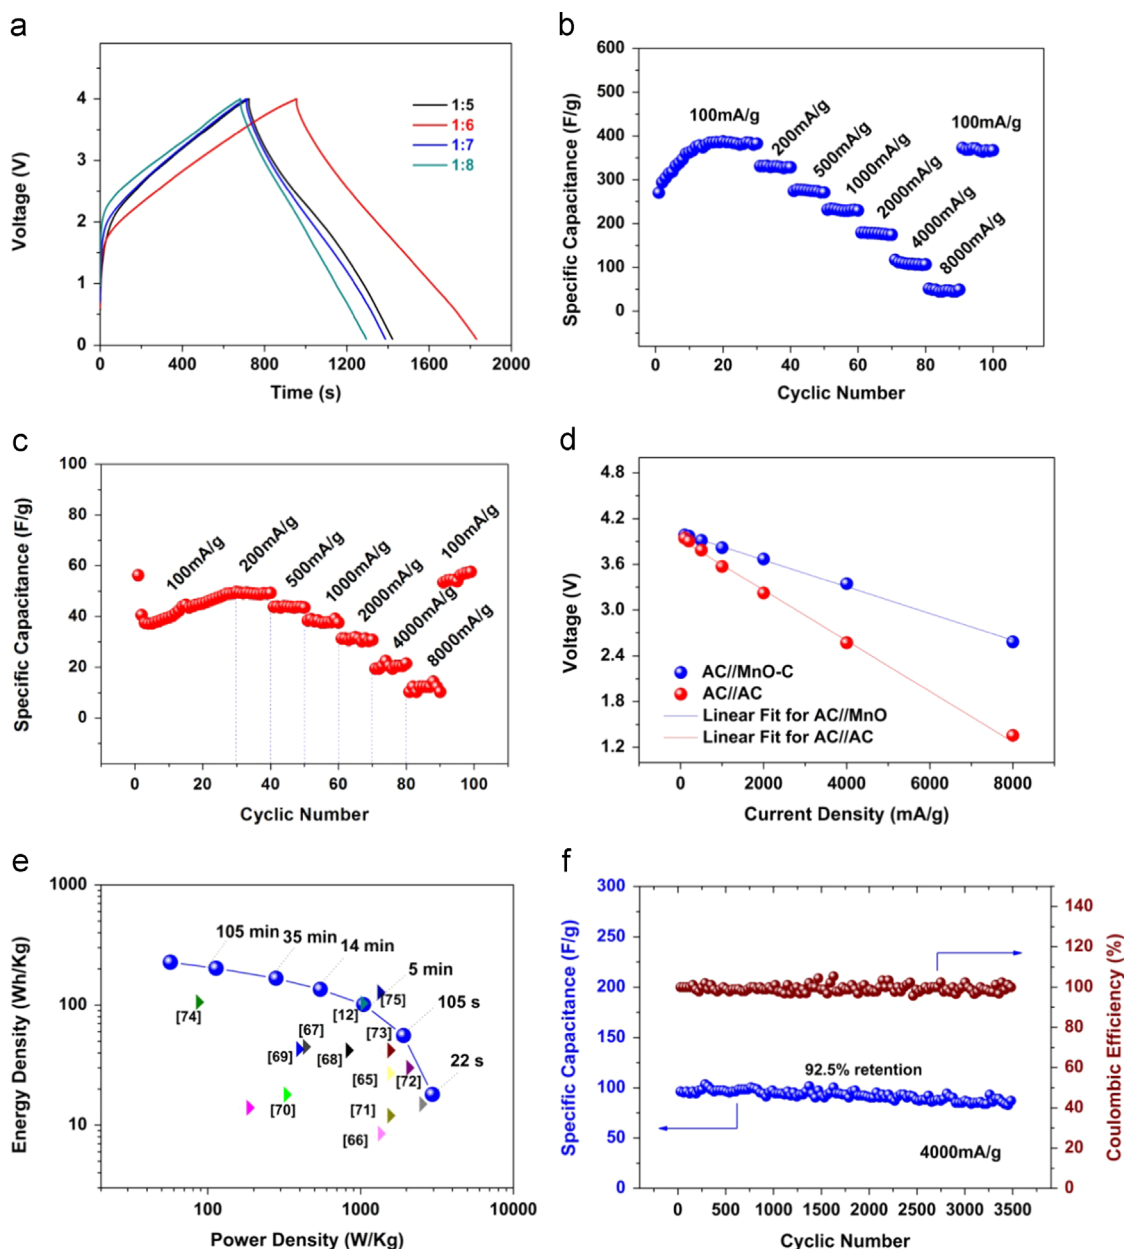 a
4
3
2
1
0
Voltage (V)
1:5
1:6
1:7
1:8
0
400
800
1200
1600
2000
Time (s)
b
600
500
400
300
200
100
0
Specific Capacitance (F/g)
100mA/g
200mA/g
500mA/g
1000mA/g
2000mA/g
4000mA/g
8000mA/g
100mA/g
0
20
40
60
80
100
Cyclic Number
c
100
80
60
40
20
0
Specific Capacitance (F/g)
100mA/g
200mA/g
500mA/g
1000mA/g
2000mA/g
4000mA/g
8000mA/g
100mA/g
0
20
40
60
80
100
Cyclic Number
d
4.8
4.2
3.6
3.0
2.4
1.8
1.2
Voltage (V)
AC//MnO-C
AC//AC
Linear Fit for AC//MnO
Linear Fit for AC//AC
0
2000
4000
6000
8000
Current Density (mA/g)
e
1000
100
10
Energy Density (Wh/Kg)
105 min
35 min
14 min
5 min
105 s
22 s
[74]
[75]
[12]
[67]
[73]
[69]
[68]
[65]
[72]
[70]
[71]
[66]
100
1000
10000
Power Density (W/Kg)
f
300
250
200
150
100
50
0
Specific Capacitance (F/g)
140
120
100
80
60
40
20
0
Coulombic Efficiency (%)
92.5% retention
4000mA/g
0
500
1000
1500
2000
2500
3000
3500
Cyclic Number